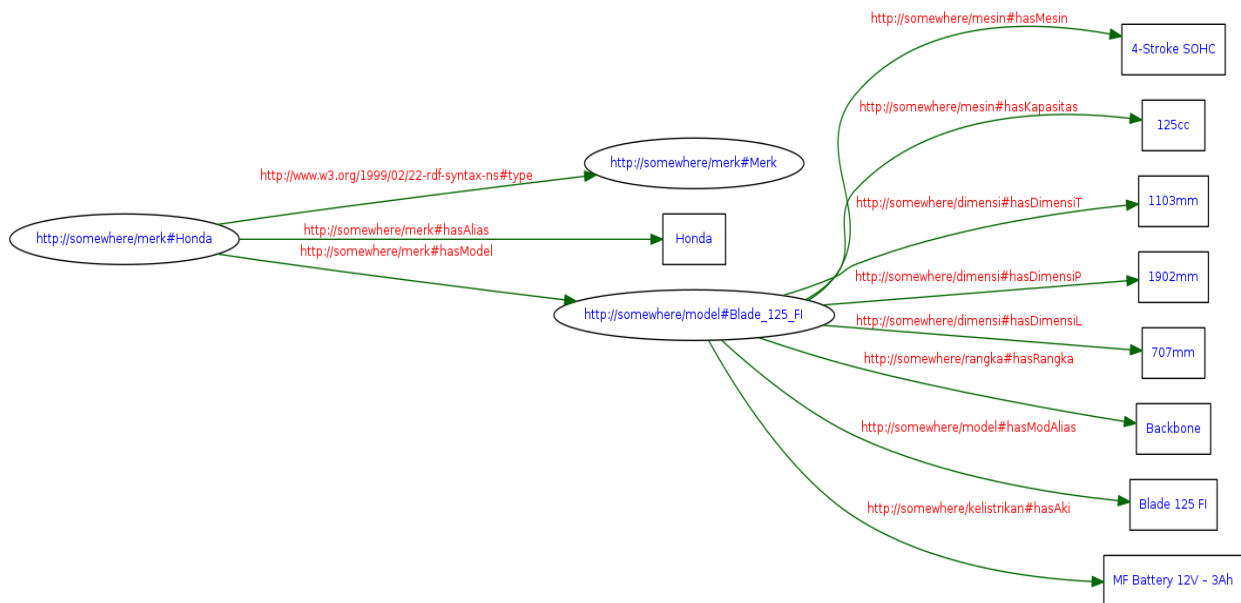 http://somewhere/mesin#hasMesin
4-Stroke SOHC
http://somewhere/mesin#hasKapasitas
125cc
http://somewhere/merk#Merk
http://www.w3.org/1999/02/22-rdf-syntax-ns#type
http://somewhere/dimensi#hasDimensiT
1103mm
http://somewhere/merk#Honda
http://somewhere/merk#hasAlias
Honda
http://somewhere/merk#hasModel
http://somewhere/dimensi#hasDimensiP
1902mm
http://somewhere/model#Blade_125_FI
http://somewhere/dimensi#hasDimensiL
707mm
http://somewhere/rangka#hasRangka
Backbone
http://somewhere/model#hasModAlias
Blade 125 FI
http://somewhere/kelistrikan#hasAki
MF Battery 12V – 3Ah